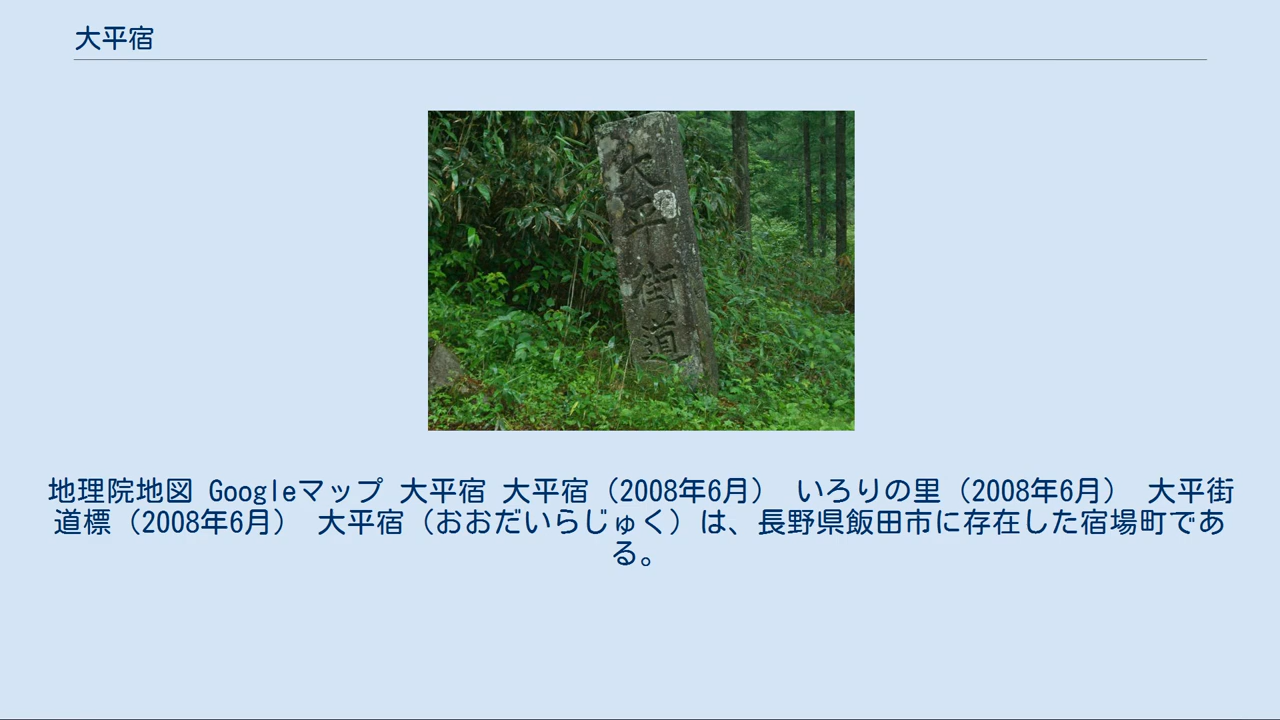 大平宿
大平街道
地理院地図 Googleマップ 大平宿 大平宿（2008年6月） いろりの里（2008年6月） 大平街
道標（2008年6月） 大平宿（おおだいらじゅく）は、長野県飯田市に存在した宿場町であ
る。